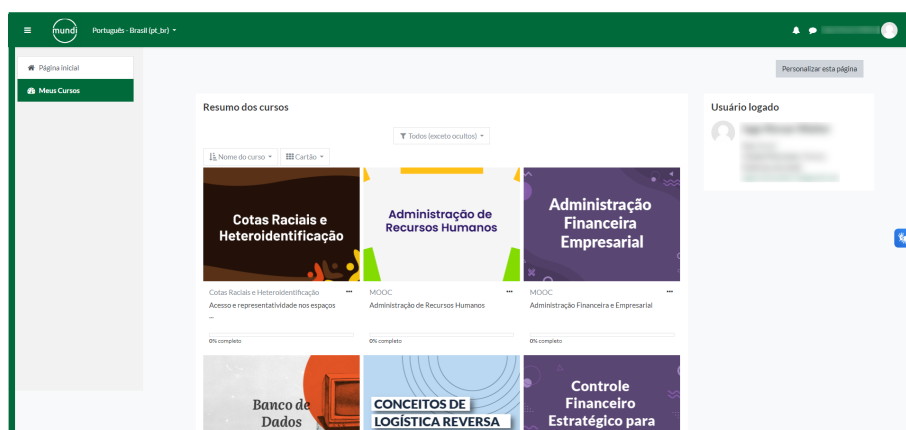 mundi
Português - Brasil (pt_br)
Página inicial
Meus Cursos
Personalizar esta página
Resumo dos cursos
Todos (exceto ocultos)
Nome do curso
Cartão
Cotas Raciais e
Heteroidentificação
Administração de
Recursos Humanos
Administração
Financeira
Empresarial
Cotas Raciais e Heteroidentificação
...
Acesso e representatividade nos espaços
...
0% completo
MOOC
...
Administração de Recursos Humanos
0% completo
MOOC
...
Administração Financeira e Empresarial
0% completo
Banco de
Dados
CONCEITOS DE
LOGÍSTICA REVERSA
Controle
Financeiro
Estratégico para
Usuário logado